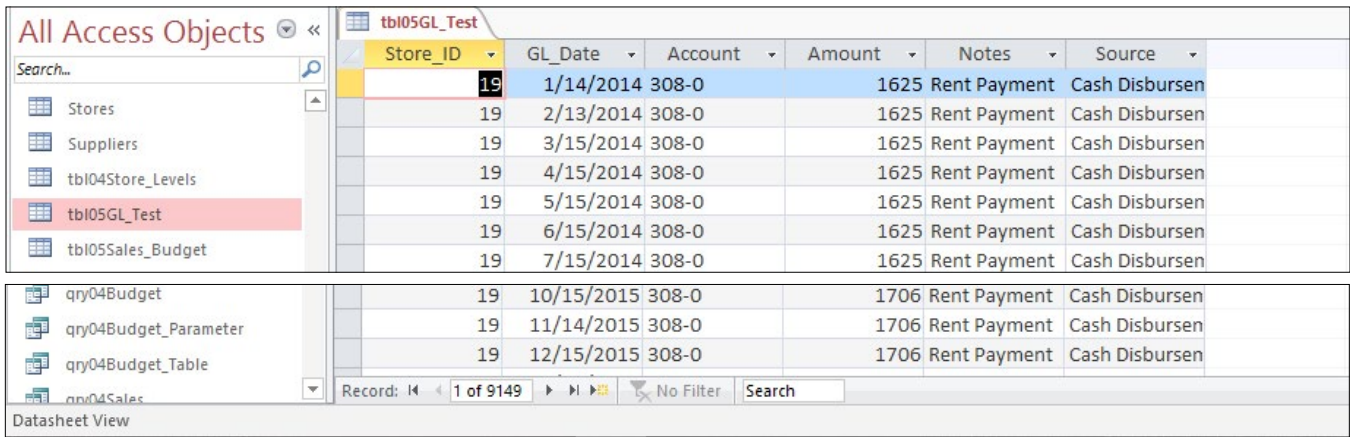 All Access Objects «
Search...
Stores
Suppliers
tbl04Store_Levels
tbl05GL_Test
tbl05Sales_Budget
tbl05GL_Test
Store_ID GL_Date Account Amount Notes Source
19 1/14/2014 308-0 1625 Rent Payment Cash Disbursen
19 2/13/2014 308-0 1625 Rent Payment Cash Disbursen
19 3/15/2014 308-0 1625 Rent Payment Cash Disbursen
19 4/15/2014 308-0 1625 Rent Payment Cash Disbursen
19 5/15/2014 308-0 1625 Rent Payment Cash Disbursen
19 6/15/2014 308-0 1625 Rent Payment Cash Disbursen
19 7/15/2014 308-0 1625 Rent Payment Cash Disbursen
qry04Budget
qry04Budget_Parameter
qry04Budget_Table
qry04Sales
19 10/15/2015 308-0 1706 Rent Payment Cash Disbursen
19 11/14/2015 308-0 1706 Rent Payment Cash Disbursen
19 12/15/2015 308-0 1706 Rent Payment Cash Disbursen
Record: 1 of 9149 No Filter Search
Datasheet View